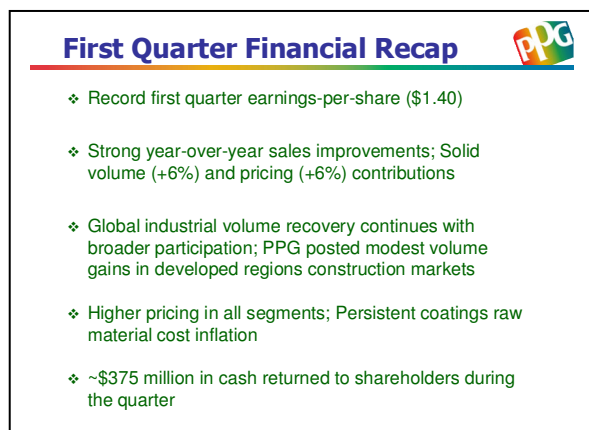 First Quarter Financial Recap
PPG
❖ Record first quarter earnings-per-share ($1.40)
❖ Strong year-over-year sales improvements; Solid
volume (+6%) and pricing (+6%) contributions
❖ Global industrial volume recovery continues with
broader participation; PPG posted modest volume
gains in developed regions construction markets
❖ Higher pricing in all segments; Persistent coatings raw
material cost inflation
❖ ~$375 million in cash returned to shareholders during
the quarter